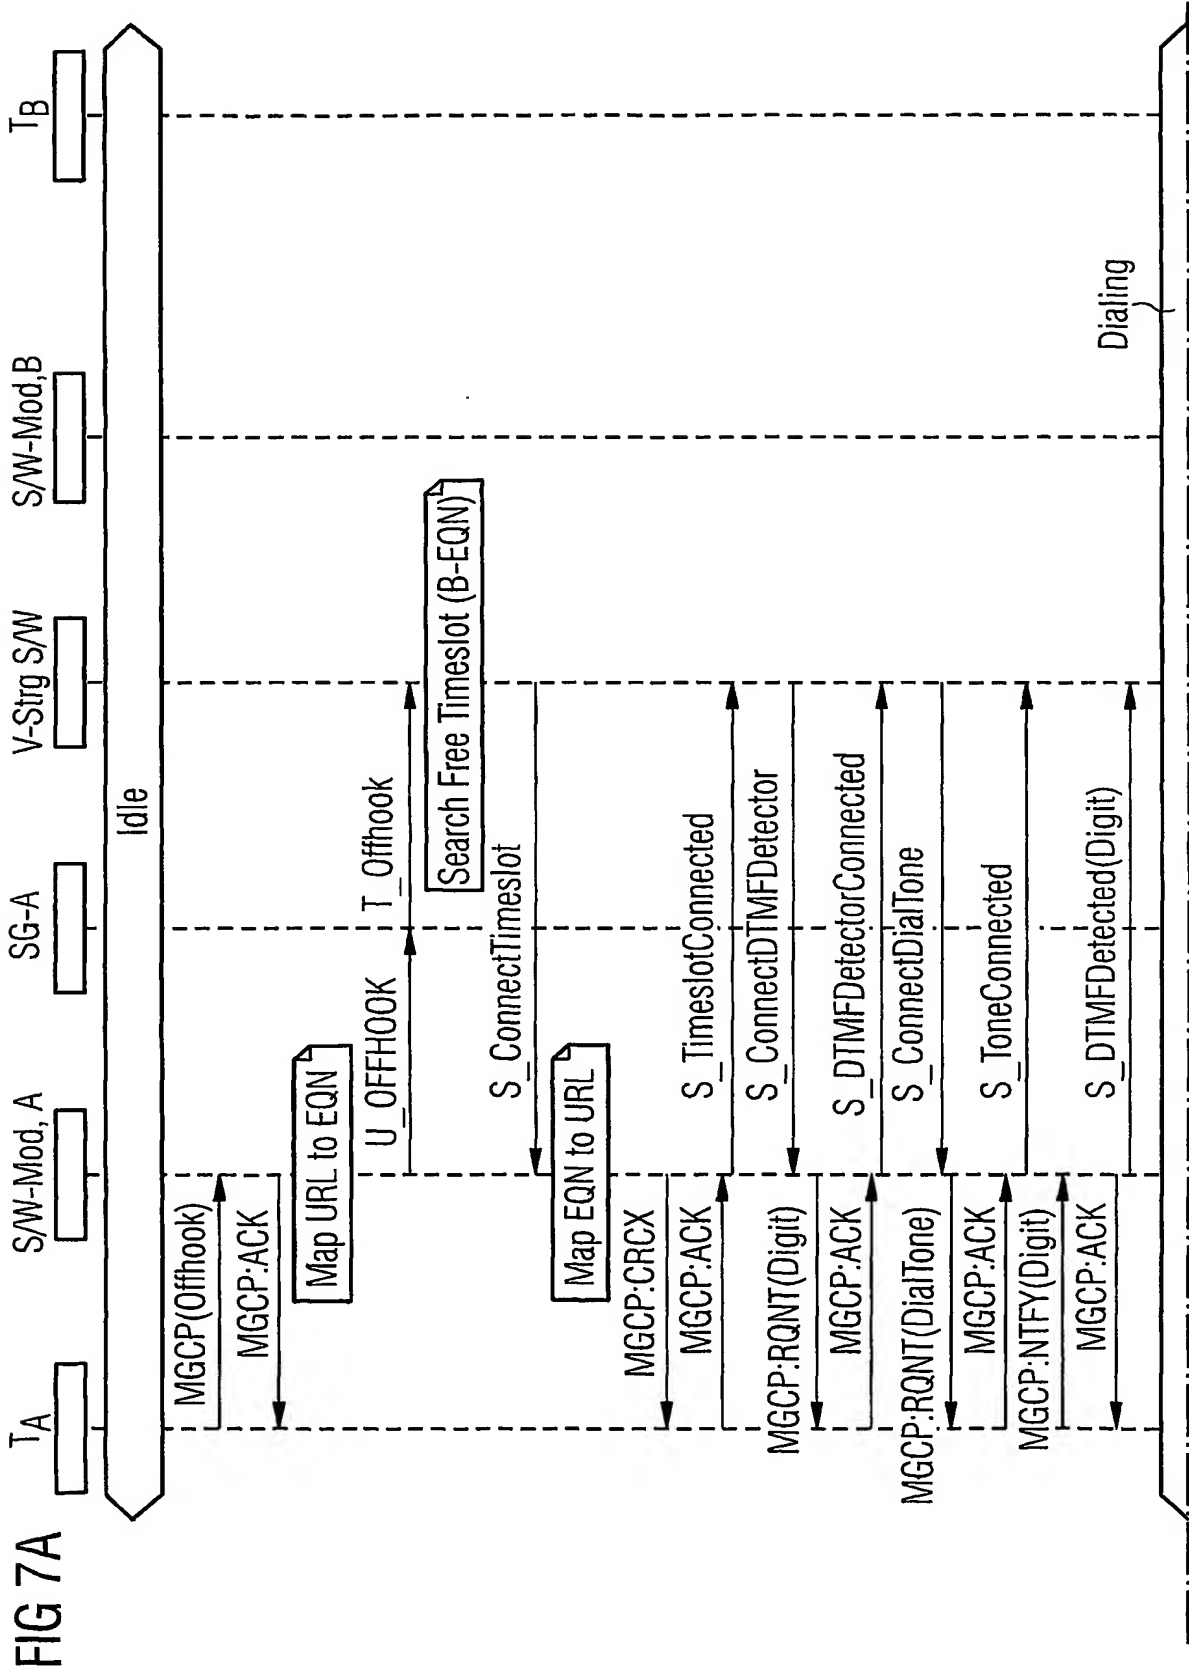 FIG 7A
TA
S/W-Mod, A
SG-A
V-Strg S/W
S/W-Mod,B
TB
Idle
MGCP(Offhook)
MGCP:ACK
Map URL to EQN
U_OFFHOOK
T_Offhook
Search Free Timeslot (B-EQN)
S_ConnectTimeslot
Map EQN to URL
MGCP:CRCX
MGCP:ACK
S_TimeslotConnected
S_ConnectDTMFDetector
MGCP:RQNT(Digit)
MGCP:ACK
S_DTMFDetectorConnected
S_ConnectDialTone
MGCP:RQNT(DialTone)
MGCP:ACK
S_ToneConnected
MGCP:NTFY(Digit)
MGCP:ACK
S_DTMFDetected(Digit)
Dialing